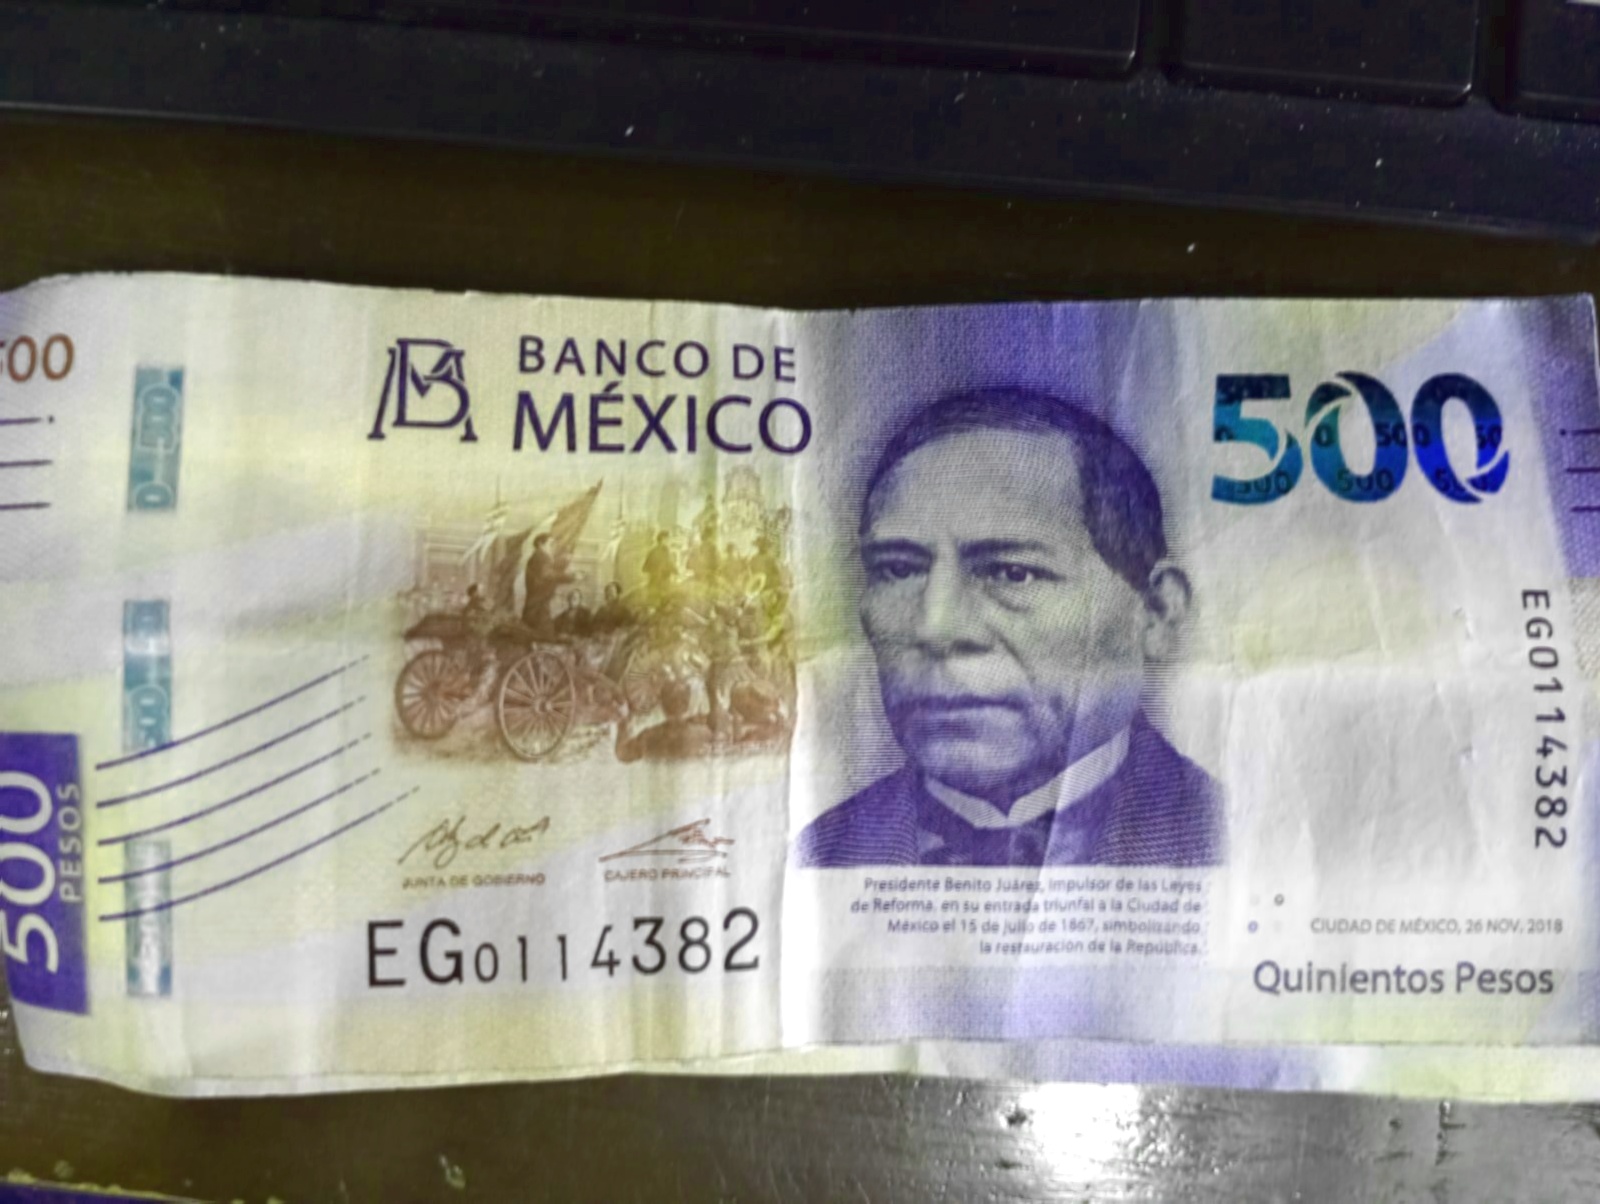 BM
BANCO DE
MÉXICO
500
500
PESOS
JUNTA DE GOBIERNO
CAJERO PRINCIPAL
EG0114382
Presidente Benito Juárez, impulsor de las Leyes
de Reforma, en su entrada triunfal a la Ciudad de
México el 15 de julio de 1867, simbolizando
la restauración de la República.
CIUDAD DE MÉXICO, 26 NOV, 2018
Quinientos Pesos
EG0114382